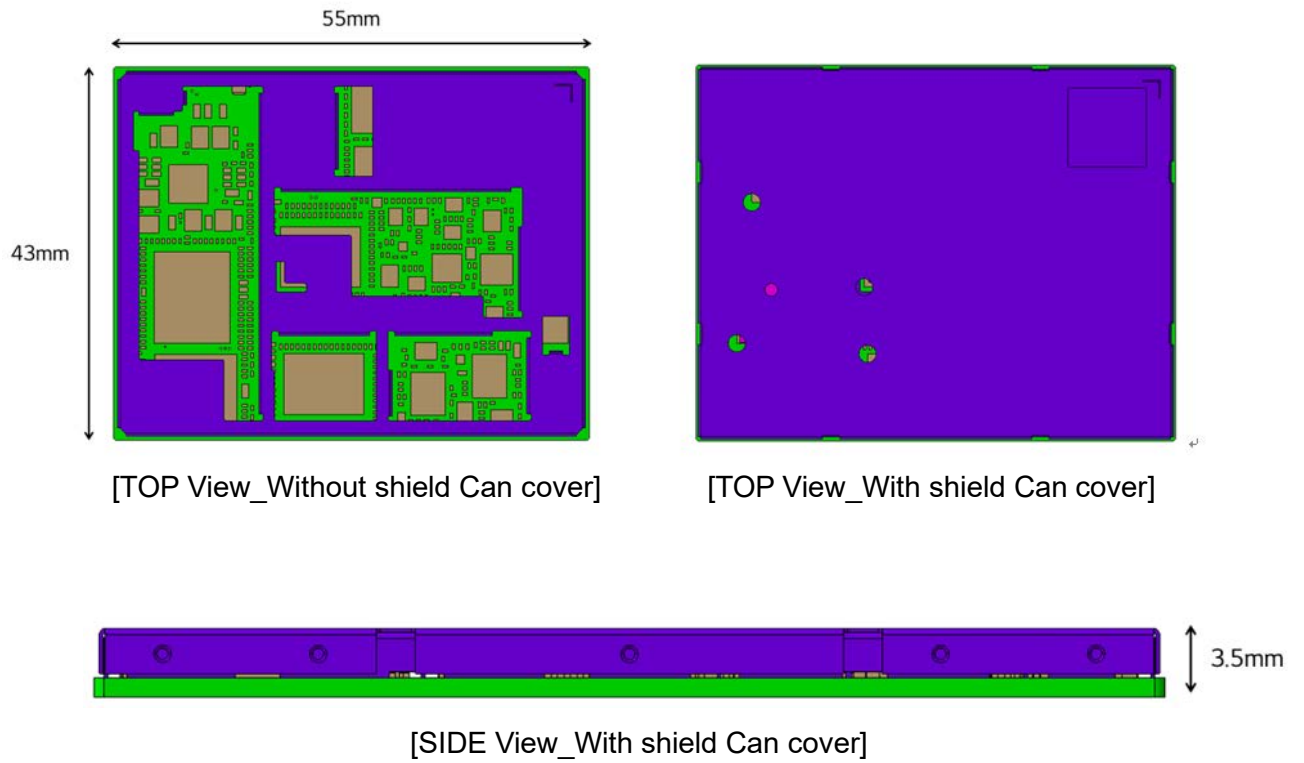 55mm
43mm
[TOP View_Without shield Can cover]
[TOP View_With shield Can cover]
3.5mm
[SIDE View_With shield Can cover]